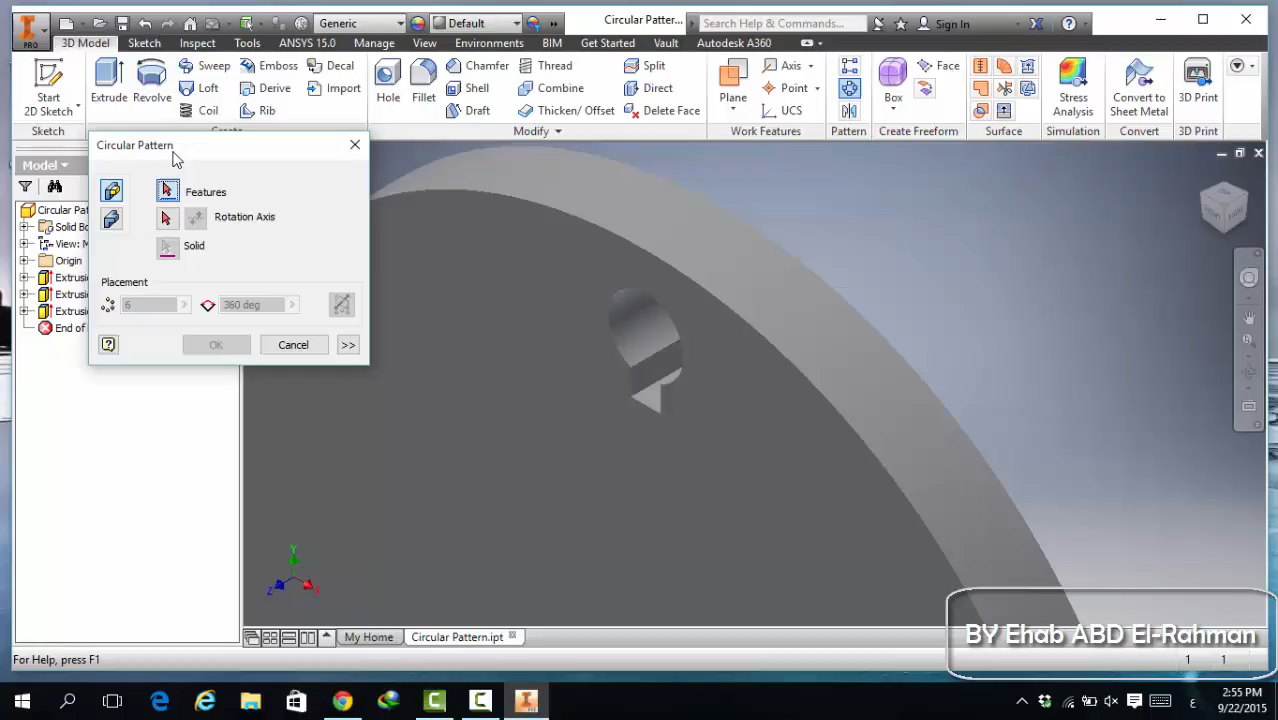 PRO
Generic
Default
Circular Patter...
Search Help & Commands...
Sign In
3D Model Sketch Inspect Tools ANSYS 15.0 Manage View Environments BIM Get Started Vault Autodesk A360
Start
2D Sketch
Extrude
Revolve
Sweep
Loft
Coil
Emboss
Derive
Rib
Decal
Import
Hole
Fillet
Chamfer
Shell
Draft
Thread
Combine
Thicken/ Offset
Split
Direct
Delete Face
Plane
Axis
Point
UCS
Box
Face
Stress
Analysis
Convert to
Sheet Metal
3D Print
Sketch
Modify
Work Features
Pattern
Create Freeform
Surface
Simulation
Convert
3D Print
Model
Circular Pat
Solid Bo
View: M
Origin
Extrusi
Extrusi
Extrusi
End of
Circular Pattern
Features
Rotation Axis
Solid
Placement
6
360 deg
OK
Cancel
>>
Y
Z
X
My Home
Circular Pattern.ipt
BY Ehab ABD El-Rahman
For Help, press F1
1 1
ع
2:55 PM
9/22/2015